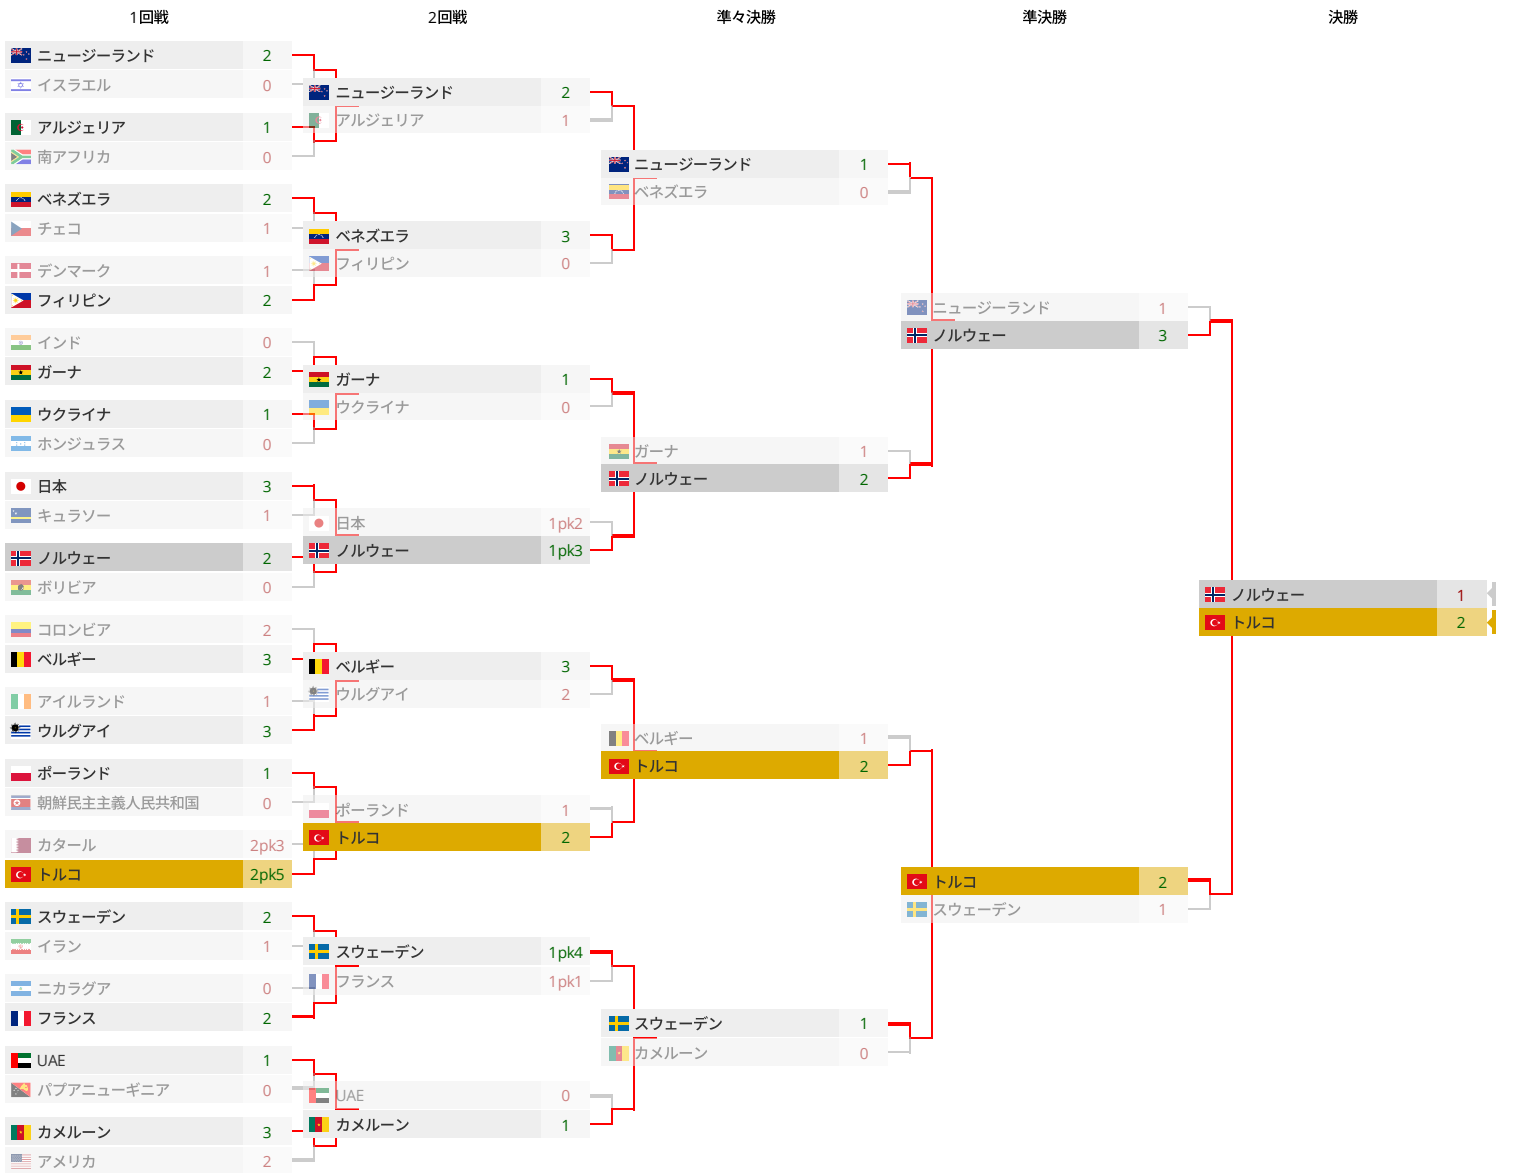 1回戦 2回戦 準々決勝 準決勝 決勝
ニュージーランド 2
イスラエル 0
アルジェリア 1
南アフリカ 0
ベネズエラ 2
チェコ 1
デンマーク 1
フィリピン 2
インド 0
ガーナ 2
ウクライナ 1
ホンジュラス 0
日本 3
キュラソー 1
ノルウェー 2
ボリビア 0
コロンビア 2
ベルギー 3
アイルランド 1
ウルグアイ 3
ポーランド 1
朝鮮民主主義人民共和国 0
カタール 2pk3
トルコ 2pk5
スウェーデン 2
イラン 1
ニカラグア 0
フランス 2
UAE 1
パプアニューギニア 0
カメルーン 3
アメリカ 2
ニュージーランド 2
アルジェリア 1
ベネズエラ 3
フィリピン 0
ガーナ 1
ウクライナ 0
日本 1pk2
ノルウェー 1pk3
ベルギー 3
ウルグアイ 2
ポーランド 1
トルコ 2
スウェーデン 1pk4
フランス 1pk1
UAE 0
カメルーン 1
ニュージーランド 1
ベネズエラ 0
ガーナ 1
ノルウェー 2
ベルギー 1
トルコ 2
スウェーデン 1
カメルーン 0
ニュージーランド 1
ノルウェー 3
トルコ 2
スウェーデン 1
ノルウェー 1
トルコ 2